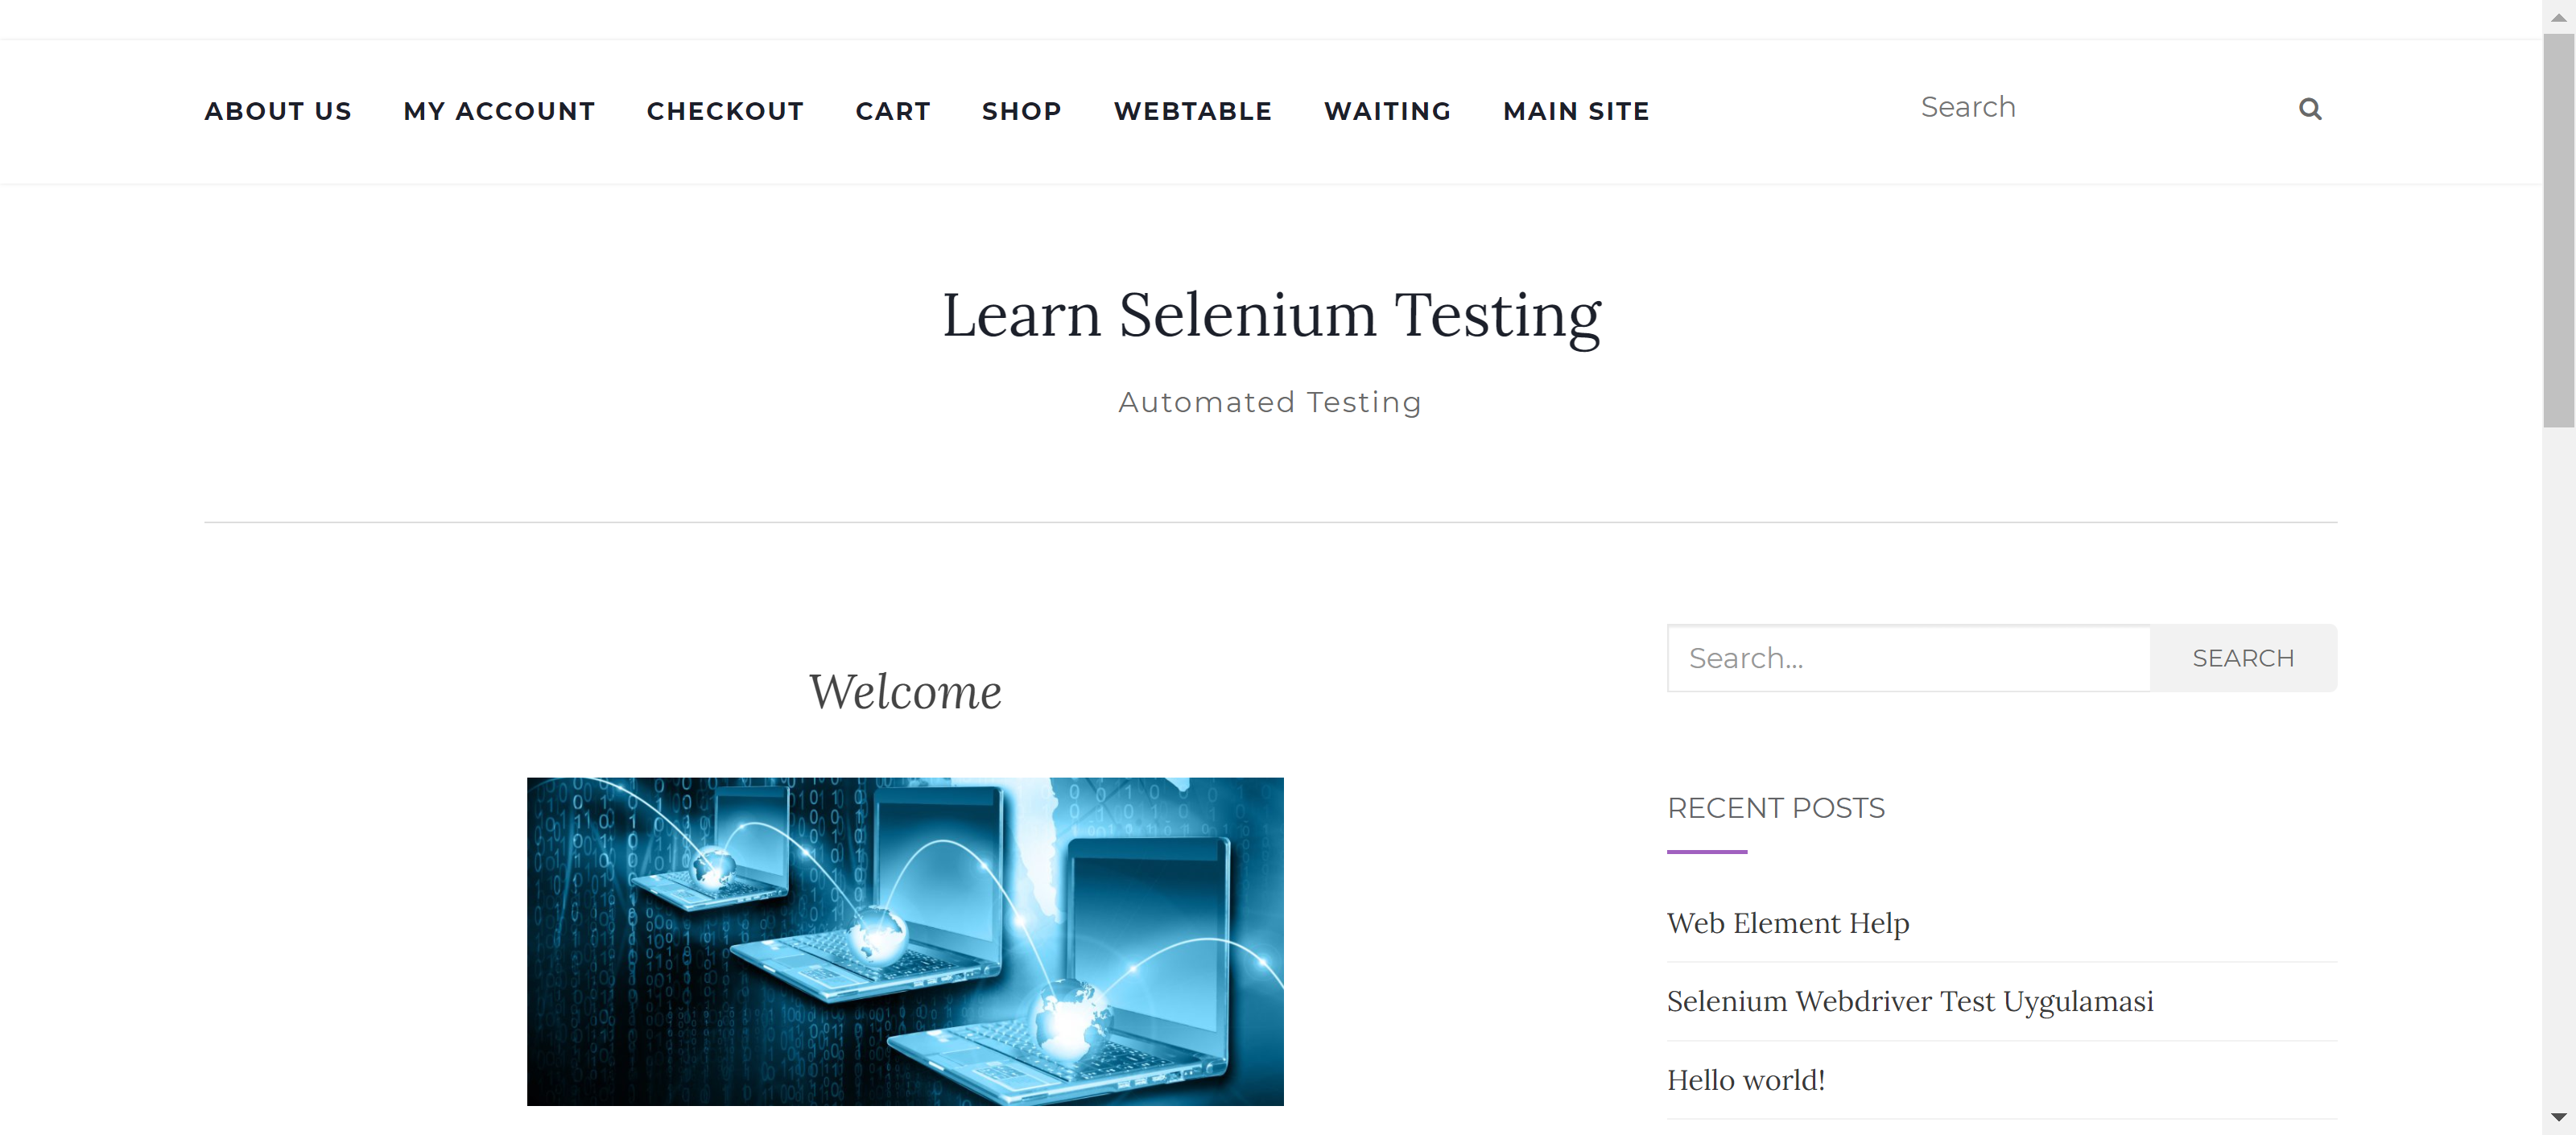 ABOUT US MY ACCOUNT CHECKOUT CART SHOP WEBTABLE WAITING MAIN SITE Search
Learn Selenium Testing
Automated Testing
Welcome
Search...
SEARCH
RECENT POSTS
Web Element Help
Selenium Webdriver Test Uygulamasi
Hello world!